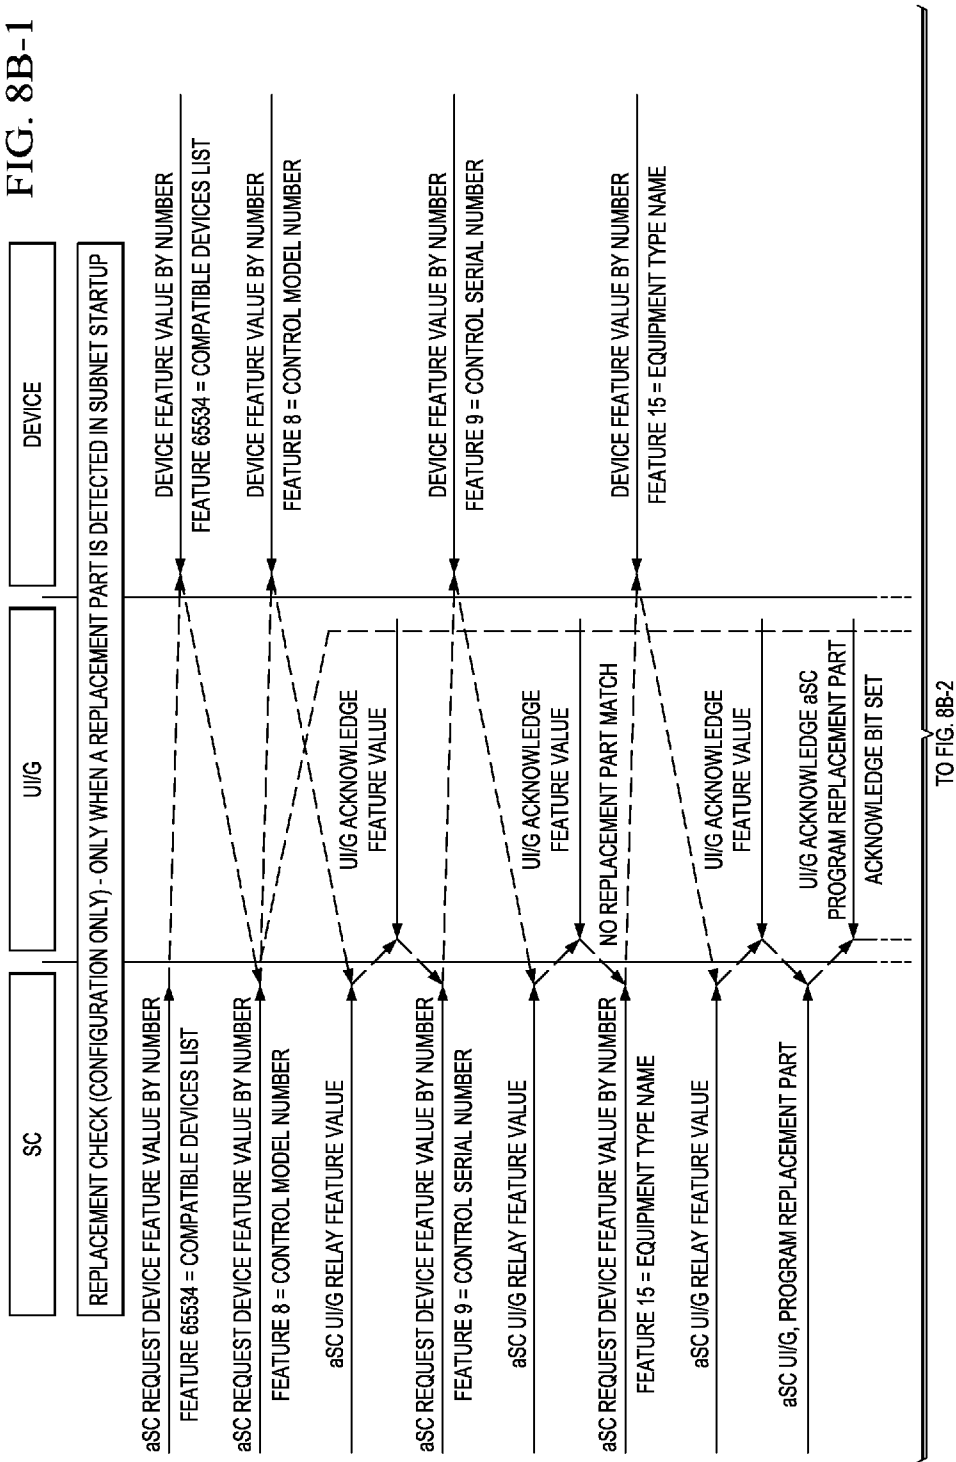 FIG. 8B-1
SC
UI/G
DEVICE
REPLACEMENT CHECK (CONFIGURATION ONLY) - ONLY WHEN A REPLACEMENT PART IS DETECTED IN SUBNET STARTUP
aSC REQUEST DEVICE FEATURE VALUE BY NUMBER
FEATURE 65534 = COMPATIBLE DEVICES LIST
DEVICE FEATURE VALUE BY NUMBER
FEATURE 65534 = COMPATIBLE DEVICES LIST
aSC REQUEST DEVICE FEATURE VALUE BY NUMBER
FEATURE 8 = CONTROL MODEL NUMBER
DEVICE FEATURE VALUE BY NUMBER
FEATURE 8 = CONTROL MODEL NUMBER
aSC UI/G RELAY FEATURE VALUE
UI/G ACKNOWLEDGE
FEATURE VALUE
aSC REQUEST DEVICE FEATURE VALUE BY NUMBER
FEATURE 9 = CONTROL SERIAL NUMBER
DEVICE FEATURE VALUE BY NUMBER
FEATURE 9 = CONTROL SERIAL NUMBER
aSC UI/G RELAY FEATURE VALUE
UI/G ACKNOWLEDGE
FEATURE VALUE
NO REPLACEMENT PART MATCH
aSC REQUEST DEVICE FEATURE VALUE BY NUMBER
FEATURE 15 = EQUIPMENT TYPE NAME
DEVICE FEATURE VALUE BY NUMBER
FEATURE 15 = EQUIPMENT TYPE NAME
aSC UI/G RELAY FEATURE VALUE
UI/G ACKNOWLEDGE
FEATURE VALUE
aSC UI/G, PROGRAM REPLACEMENT PART
UI/G ACKNOWLEDGE aSC
PROGRAM REPLACEMENT PART
ACKNOWLEDGE BIT SET
TO FIG. 8B-2